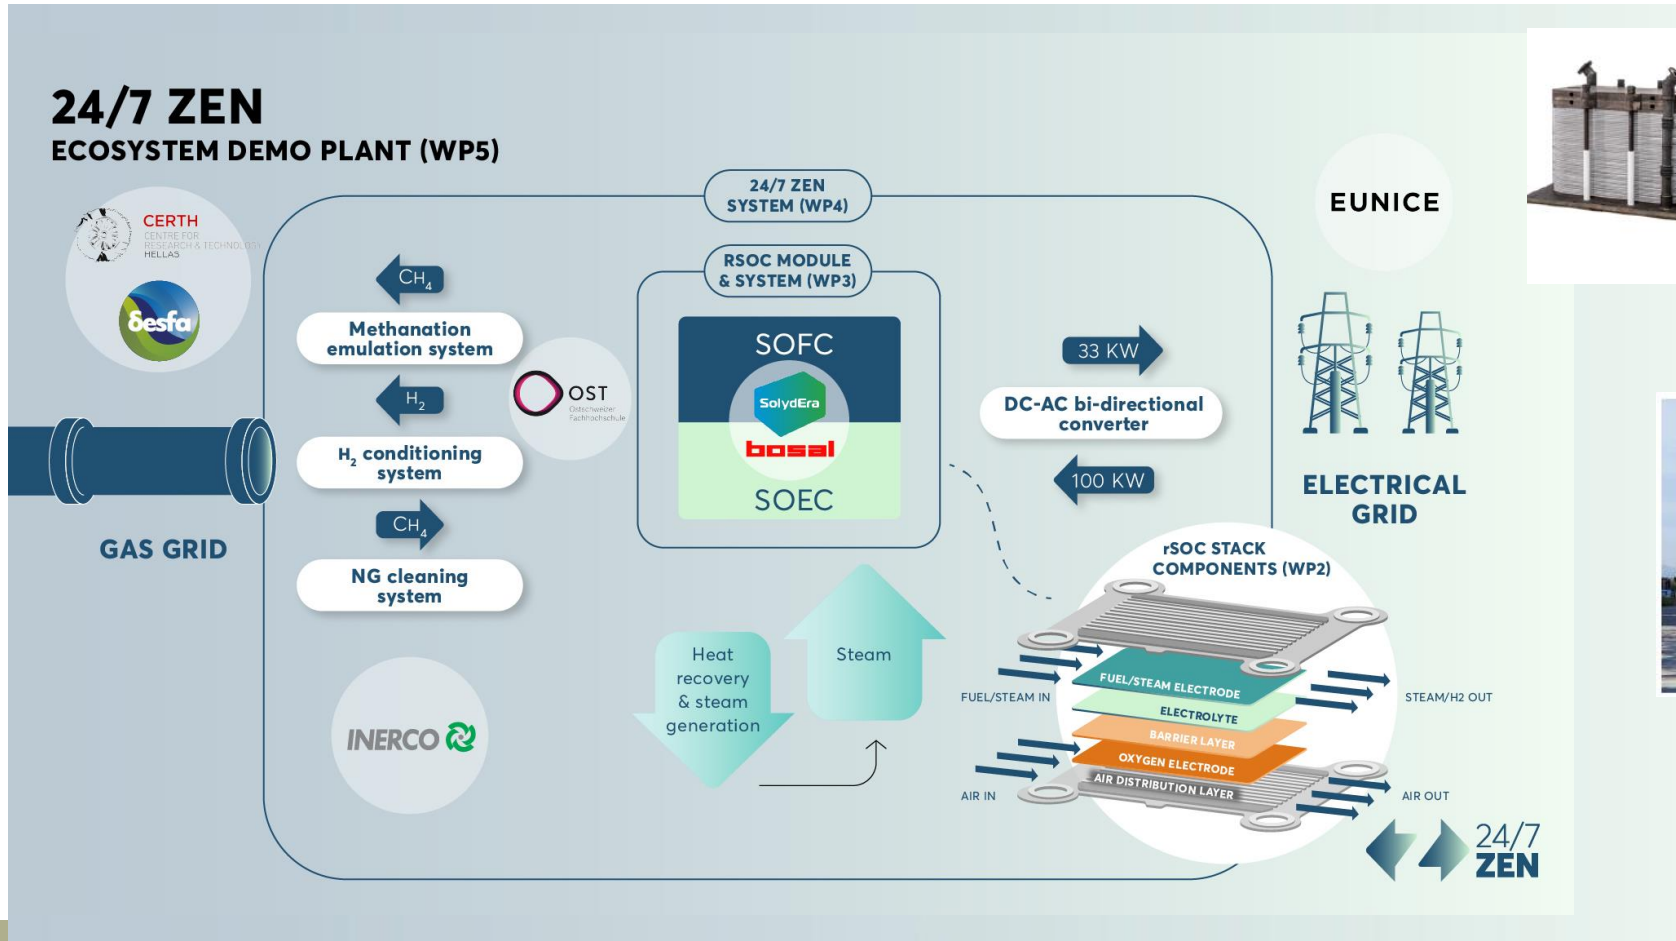 24/7 ZEN
ECOSYSTEM DEMO PLANT (WP5)
CERTH
CENTRE FOR
RESEARCH & TECHNOLOGY
HELLAS
δesfa
GAS GRID
24/7 ZEN
SYSTEM (WP4)
CH4
Methanation
emulation system
H2
H2 conditioning
system
CH4
NG cleaning
system
OST
Ostschweizer
Fachhochschule
INERCO
RSOC MODULE
& SYSTEM (WP3)
SOFC
SolydEra
bosal
SOEC
Heat
recovery
& steam
generation
Steam
33 KW
DC-AC bi-directional
converter
100 KW
EUNICE
ELECTRICAL
GRID
rSOC STACK
COMPONENTS (WP2)
FUEL/STEAM IN
FUEL/STEAM ELECTRODE
STEAM/H2 OUT
ELECTROLYTE
BARRIER LAYER
OXYGEN ELECTRODE
AIR DISTRIBUTION LAYER
AIR IN
AIR OUT
24/7
ZEN